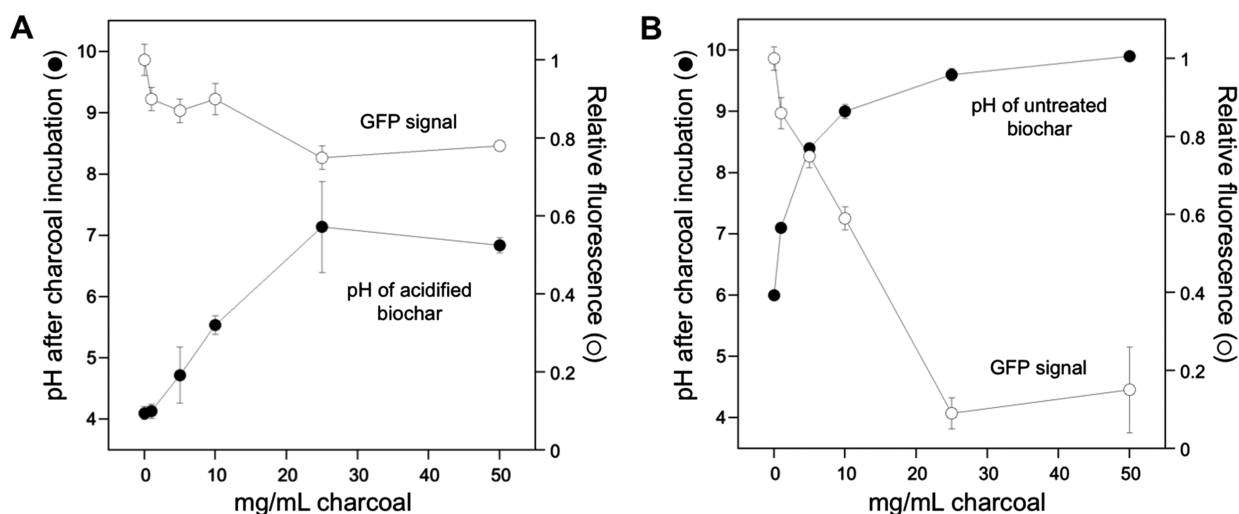 A
pH after charcoal incubation (●)
10
9
8
7
6
5
4
GFP signal
pH of acidified
biochar
1
0.8
0.6
0.4
0.2
0
Relative fluorescence (○)
0
10
20
30
40
50
mg/mL charcoal
B
pH after charcoal incubation (●)
10
9
8
7
6
5
4
pH of untreated
biochar
GFP signal
1
0.8
0.6
0.4
0.2
0
Relative fluorescence (○)
0
10
20
30
40
50
mg/mL charcoal